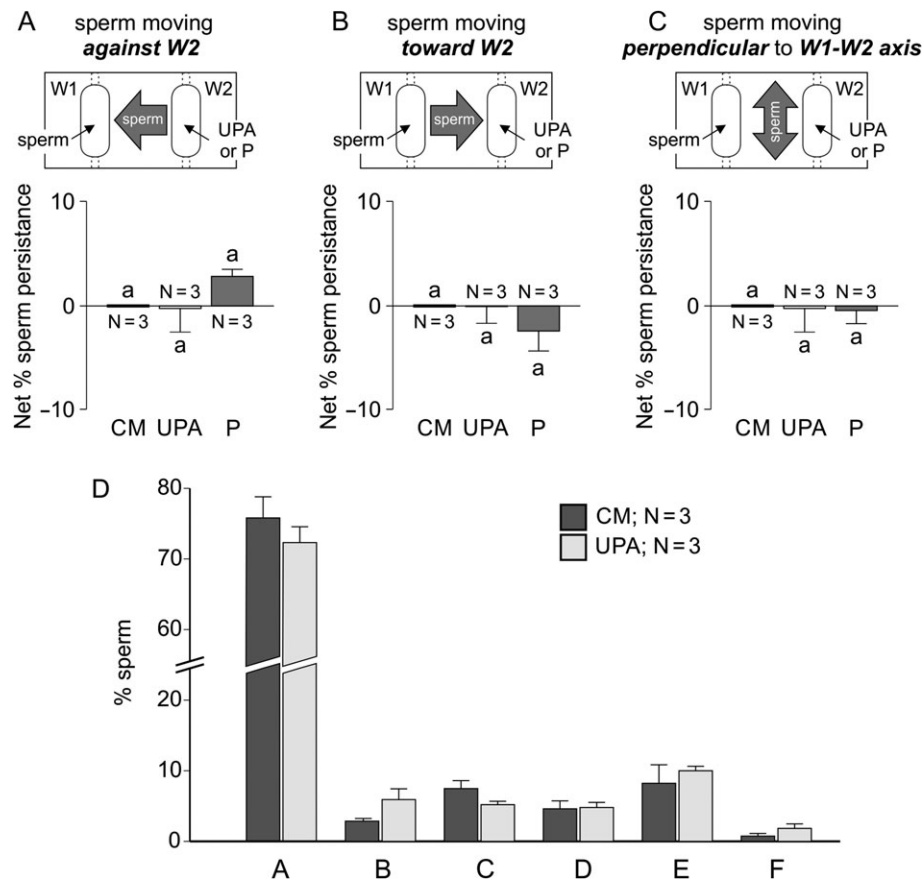 A
sperm moving
against W2
W1
W2
sperm
sperm
UPA
or P
Net % sperm persistance
10
0
–10
a
N=3
a
N=3
N=3
a
CM UPA P
B
sperm moving
toward W2
W1
W2
sperm
sperm
UPA
or P
Net % sperm persistance
10
0
–10
a
N=3
N=3
N=3
a
a
CM UPA P
C
sperm moving
perpendicular to W1-W2 axis
W1
W2
sperm
sperm
UPA
or P
Net % sperm persistance
10
0
–10
a
N=3
N=3
N=3
a
a
CM UPA P
D
% sperm
80
70
60
20
10
0
CM; N=3
UPA; N=3
A B C D E F